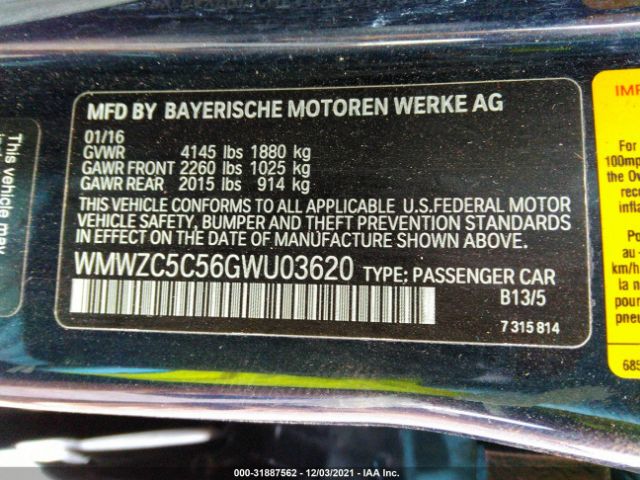 MFD BY BAYERISCHE MOTOREN WERKE AG
01/16
GVWR 4145 lbs 1880 kg
GAWR FRONT 2260 lbs 1025 kg
GAWR REAR 2015 lbs 914 kg
THIS VEHICLE CONFORMS TO ALL APPLICABLE U.S.FEDERAL MOTOR
VEHICLE SAFETY, BUMPER AND THEFT PREVENTION STANDARDS
IN EFFECT ON THE DATE OF MANUFACTURE SHOWN ABOVE.
WMWZC5C56GWU03620 TYPE: PASSENGER CAR
B13/5
7 315 814
This vehicle may
IMP
For
100mp
the Ov
rec
infla
Po
au
km/h
la n
pour
pneu
685
000-31887562 - 12/03/2021 - IAA Inc.